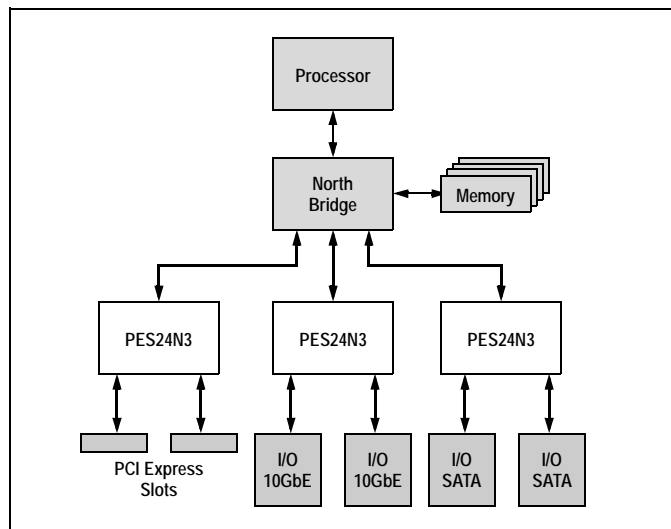 Processor
North
Bridge
Memory
PES24N3
PES24N3
PES24N3
PCI Express
Slots
I/O
10GbE
I/O
10GbE
I/O
SATA
I/O
SATA